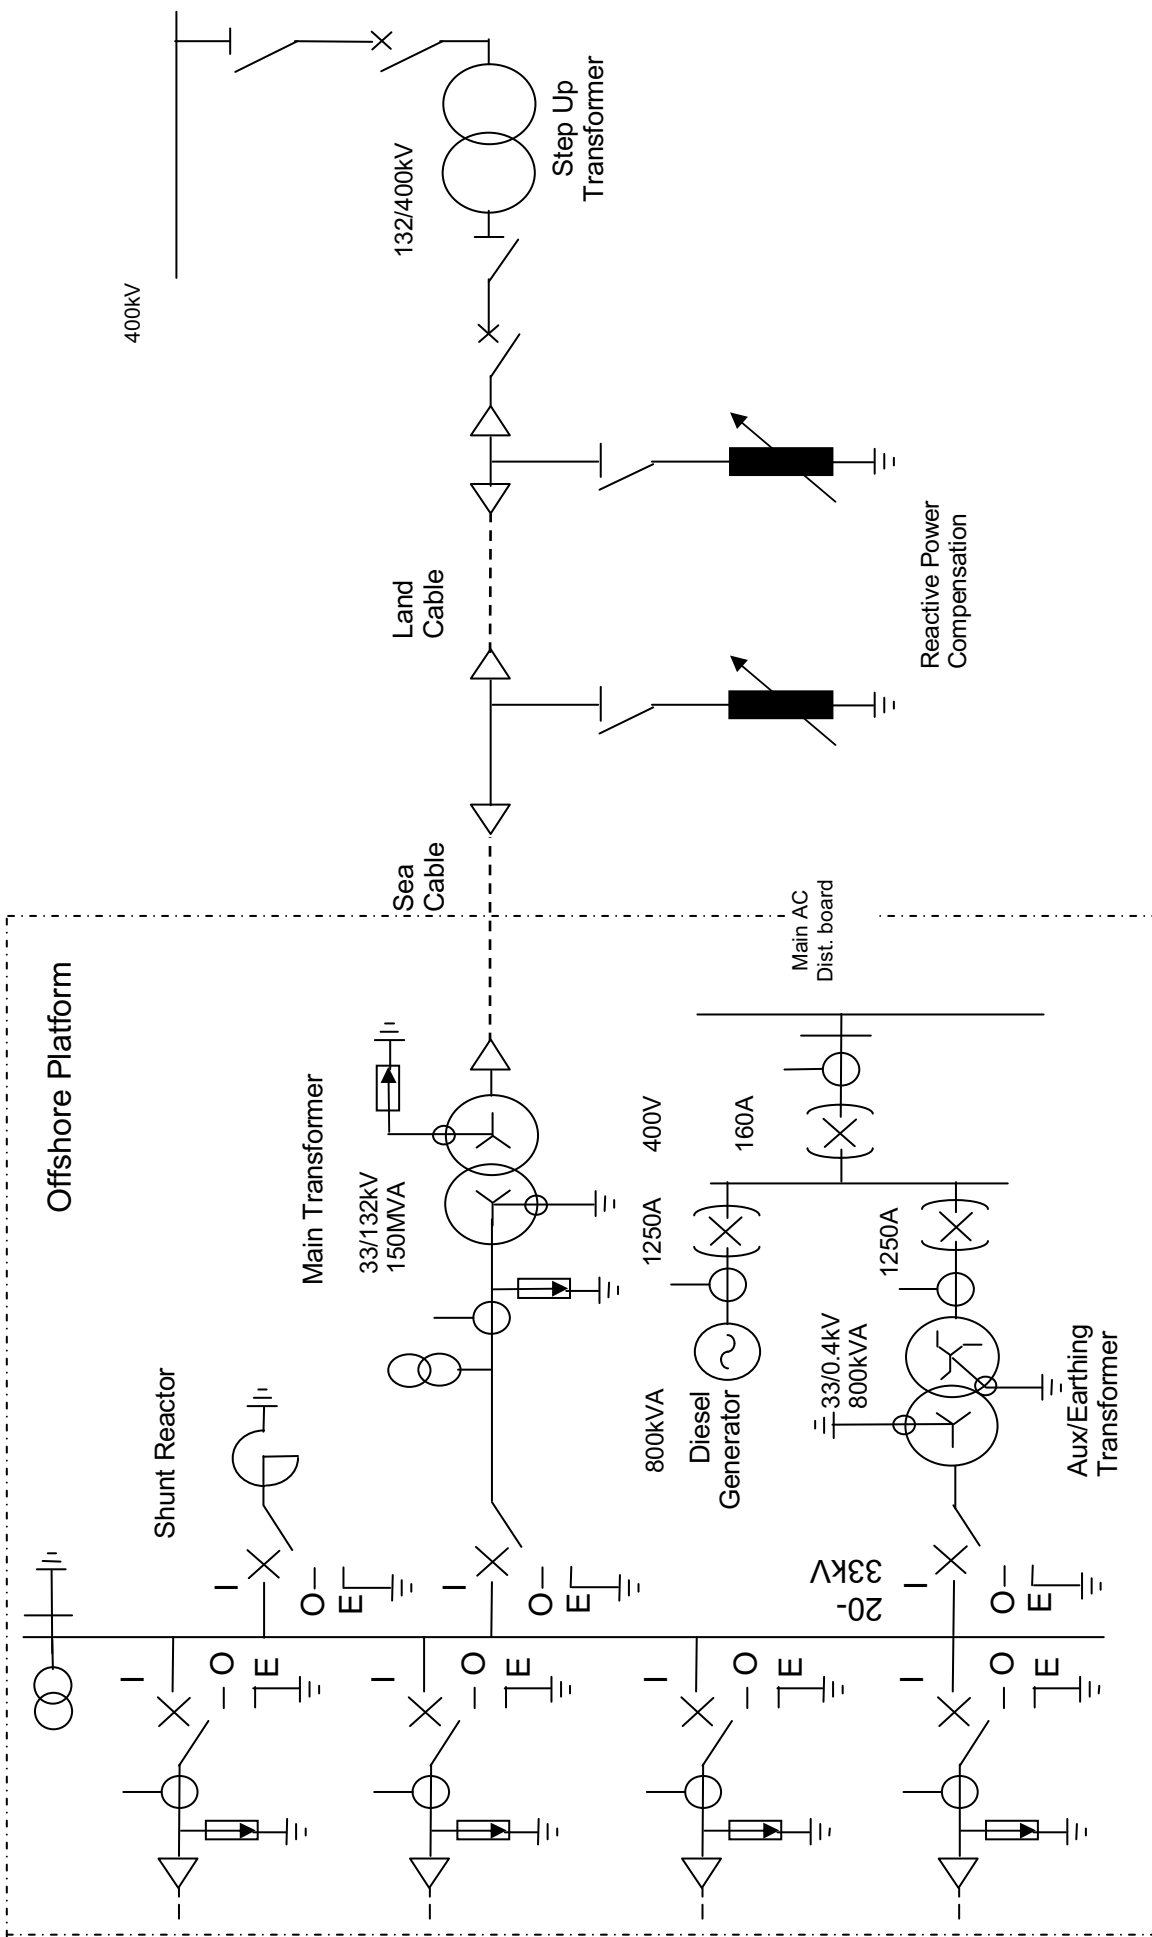 Offshore Platform
Shunt Reactor
Main Transformer
33/132kV
150MVA
Sea
Cable
Land
Cable
132/400kV
400kV
Step Up
Transformer
Reactive Power
Compensation
800kVA
Diesel
Generator
1250A
400V
160A
Main AC
Dist. board
1250A
33/0.4kV
800kVA
Aux/Earthing
Transformer
20-
33kV
I
O
E
I
O
E
I
O
E
I
O
E
I
O
E
I
O
E
I
O
E